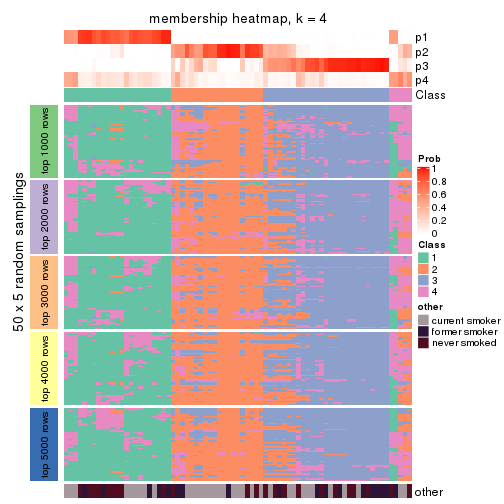 membership heatmap, k = 4
p1
p2
p3
p4
Class
50 x 5 random samplings
top 1000 rows
top 2000 rows
top 3000 rows
top 4000 rows
top 5000 rows
Prob
1
0.8
0.6
0.4
0.2
0
Class
1
2
3
4
other
current smoker
former smoker
never smoked
other